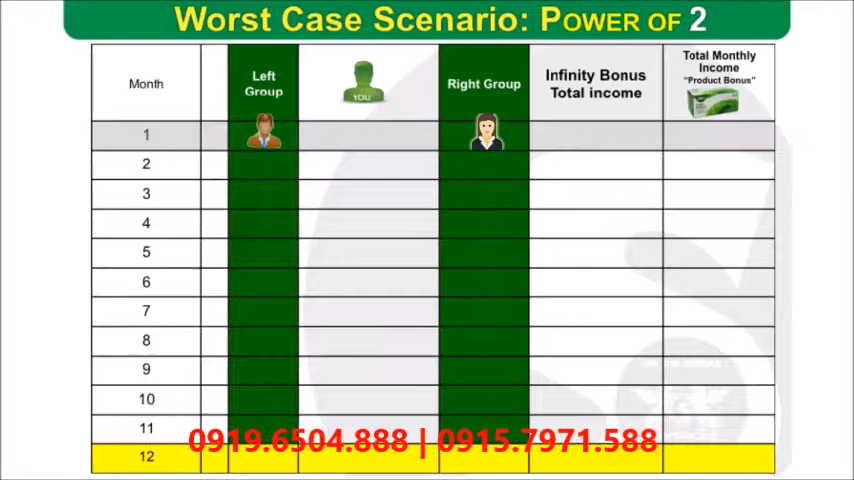 Worst Case Scenario: POWER OF 2
Month
Left
Group
YOU
Right Group
Infinity Bonus
Total income
Total Monthly
Income
“Product Bonus”
1
2
3
4
5
6
7
8
9
10
11
0919.6504.888 | 0915.7971.588
12